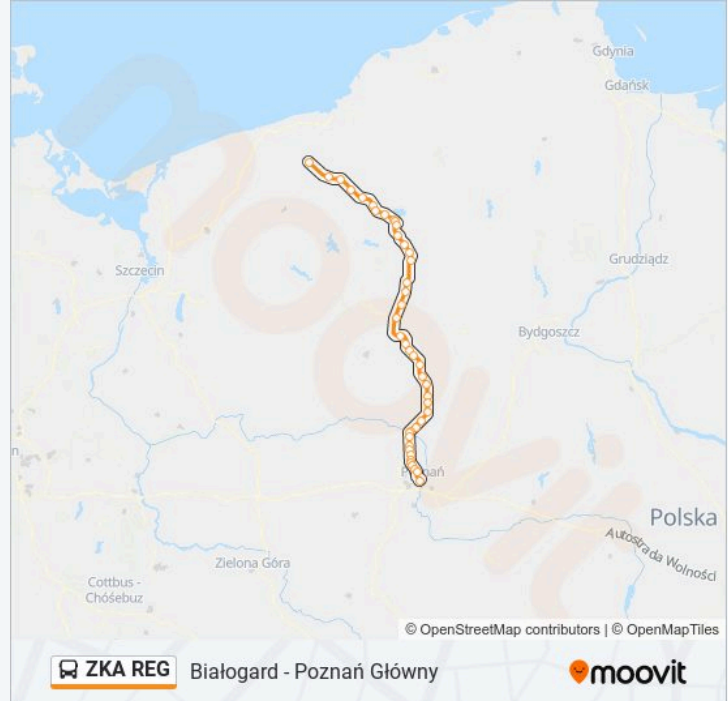 Gdynia
Gdańsk
Szczecin
Grudziądz
Bydgoszcz
Polska
Autostrada Wolności
Zielona Góra
Cottbus -
Chóśebuz
© OpenStreetMap contributors | © OpenMapTiles
ZKA REG Białogard - Poznań Główny moovit
moovit